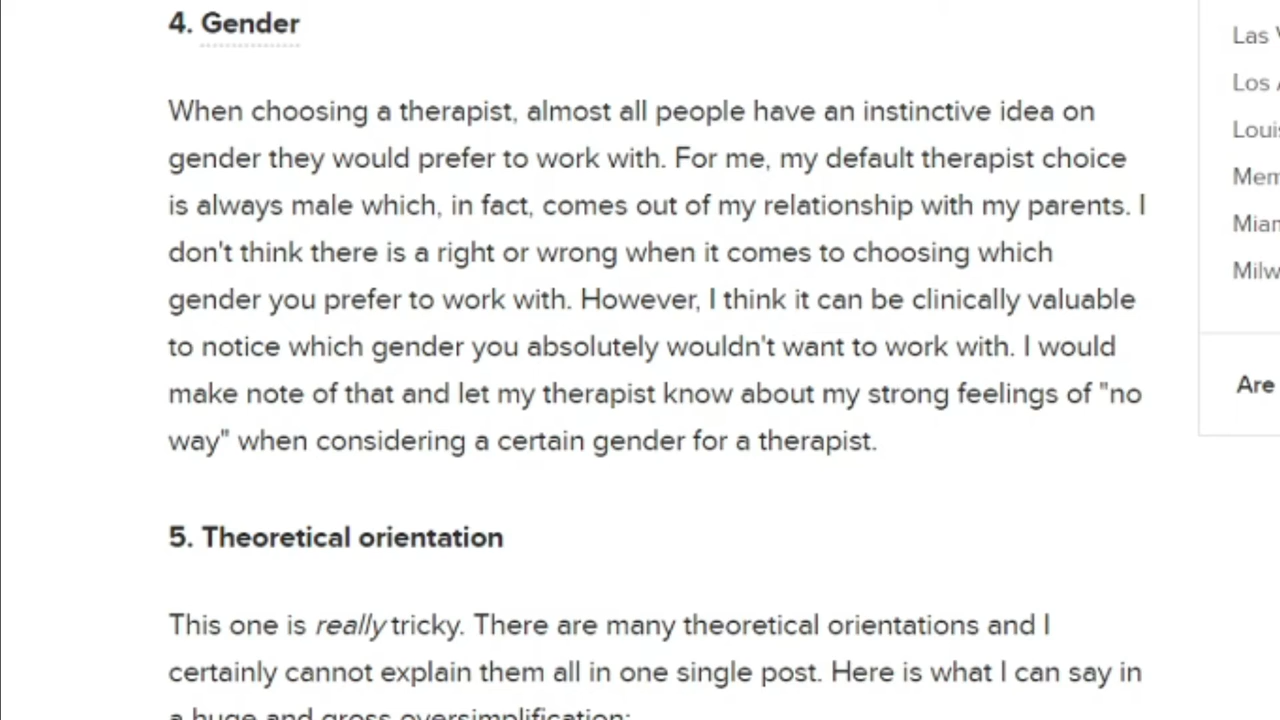 4. Gender
When choosing a therapist, almost all people have an instinctive idea on
gender they would prefer to work with. For me, my default therapist choice
is always male which, in fact, comes out of my relationship with my parents. I
don't think there is a right or wrong when it comes to choosing which
gender you prefer to work with. However, I think it can be clinically valuable
to notice which gender you absolutely wouldn't want to work with. I would
make note of that and let my therapist know about my strong feelings of "no
way" when considering a certain gender for a therapist.
5. Theoretical orientation
This one is really tricky. There are many theoretical orientations and I
certainly cannot explain them all in one single post. Here is what I can say in
a huge and gross oversimplification:
Las
Los
Are